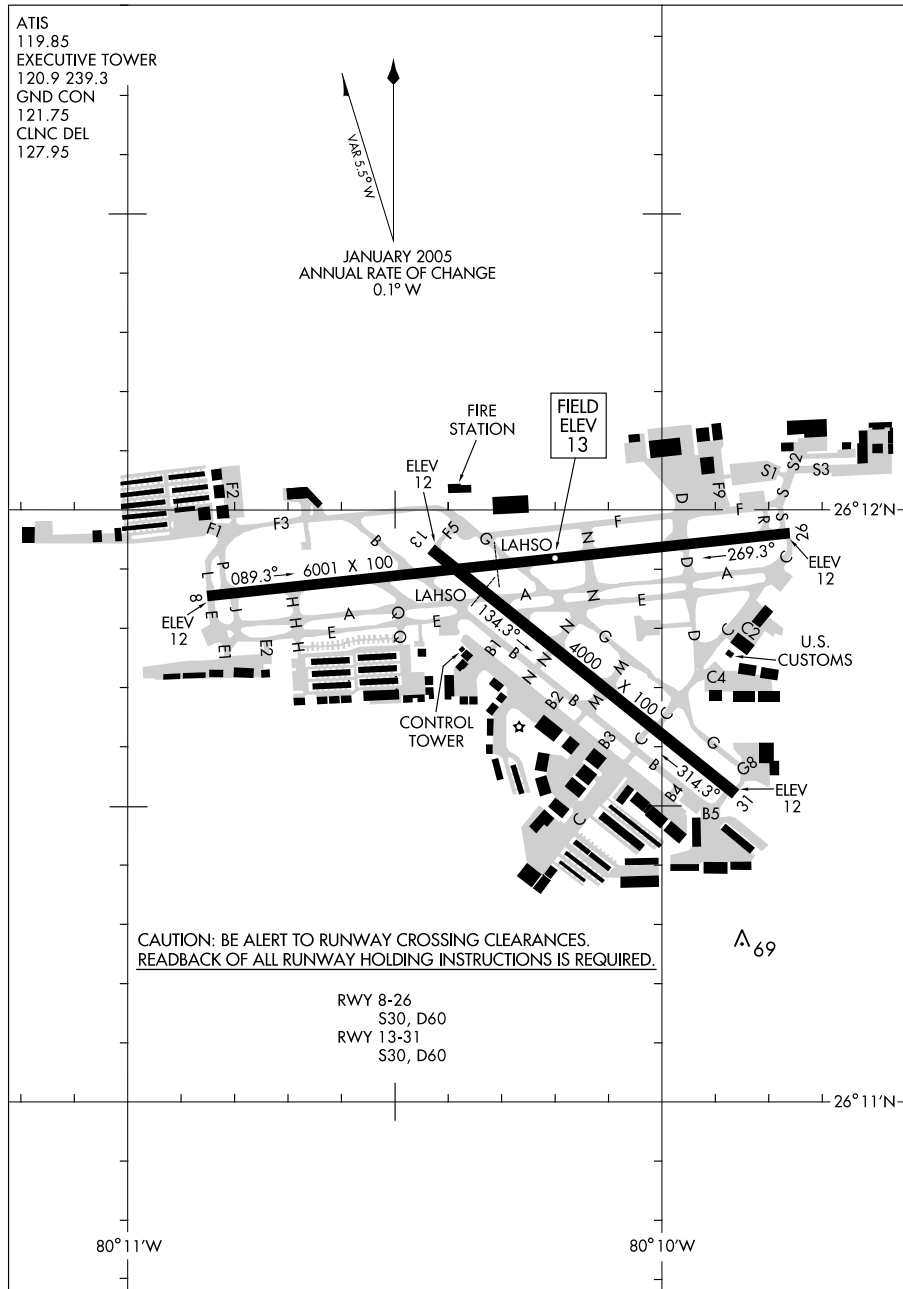 ATIS
119.85
EXECUTIVE TOWER
120.9 239.3
GND CON
121.75
CLNC DEL
127.95
VAR 5.5° W
JANUARY 2005
ANNUAL RATE OF CHANGE
0.1° W
FIRE
STATION
FIELD
ELEV
13
ELEV
12
S1
S2
S3
F2
F9
D
S
F1
F3
B
13
F5
G
LAHSO
N
F
F
R
S
S
26
26°12'N
P
L
089.3°
6001 X 100
269.3°
D
D
A
C
ELEV
12
8
J
H
H
H
LAHSO
A
N
N
E
ELEV
12
E
A
Q
Q
E
E
134.3°
4000
X 100
N
G
M
M
D
C
C
C2
U.S.
CUSTOMS
E1
E2
B1
B
N
N
B
B2
M
C4
CONTROL
TOWER
B3
C
C
C
G
B
314.3°
G8
ELEV
12
31
B4
B5
C
CAUTION: BE ALERT TO RUNWAY CROSSING CLEARANCES.
READBACK OF ALL RUNWAY HOLDING INSTRUCTIONS IS REQUIRED.
69
RWY 8-26
S30, D60
RWY 13-31
S30, D60
26°11'N
80°11'W
80°10'W